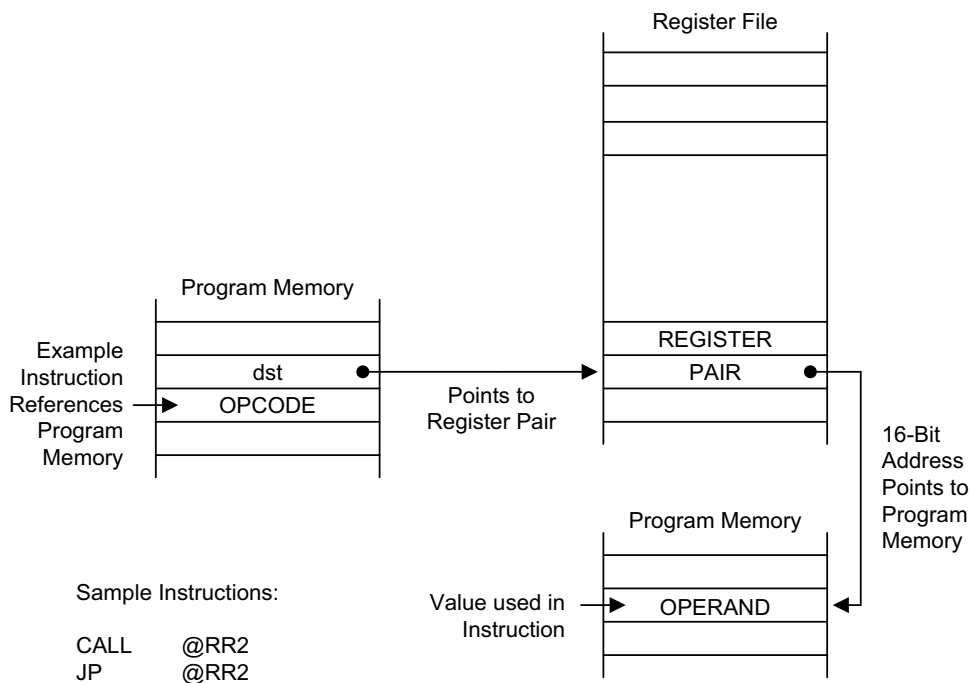 Register File
Program Memory
REGISTER
Example
Instruction
References
Program
Memory
dst
PAIR
OPCODE
Points to
Register Pair
16-Bit
Address
Points to
Program
Memory
Program Memory
Sample Instructions:
Value used in
Instruction
OPERAND
CALL @RR2
JP @RR2